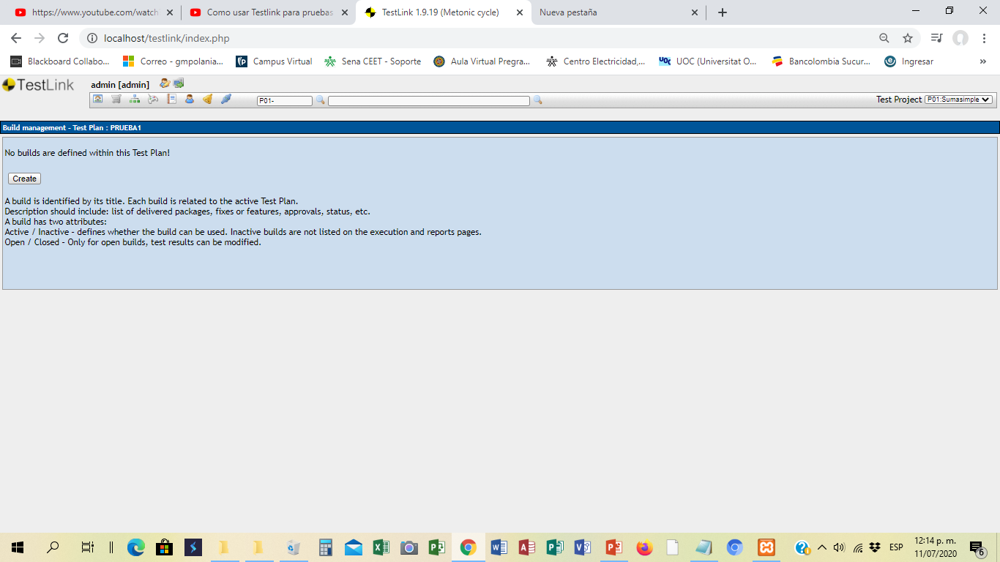 https://www.youtube.com/watch
Como usar Testlink para pruebas
TestLink 1.9.19 (Metonic cycle)
Nueva pestaña
localhost/testlink/index.php
Blackboard Collabo...
Correo - gmpolania...
Campus Virtual
Sena CEET - Soporte
Aula Virtual Pregra...
Centro Electricidad,...
UOC (Universitat O...
Bancolombia Sucur...
Ingresar
TestLink
admin [admin]
P01-
Test Project
P01:Sumasimple
Build management - Test Plan : PRUEBA1
No builds are defined within this Test Plan!
Create
A build is identified by its title. Each build is related to the active Test Plan.
Description should include: list of delivered packages, fixes or features, approvals, status, etc.
A build has two attributes:
Active / Inactive - defines whether the build can be used. Inactive builds are not listed on the execution and reports pages.
Open / Closed - Only for open builds, test results can be modified.
ESP
12:14 p. m.
11/07/2020
6